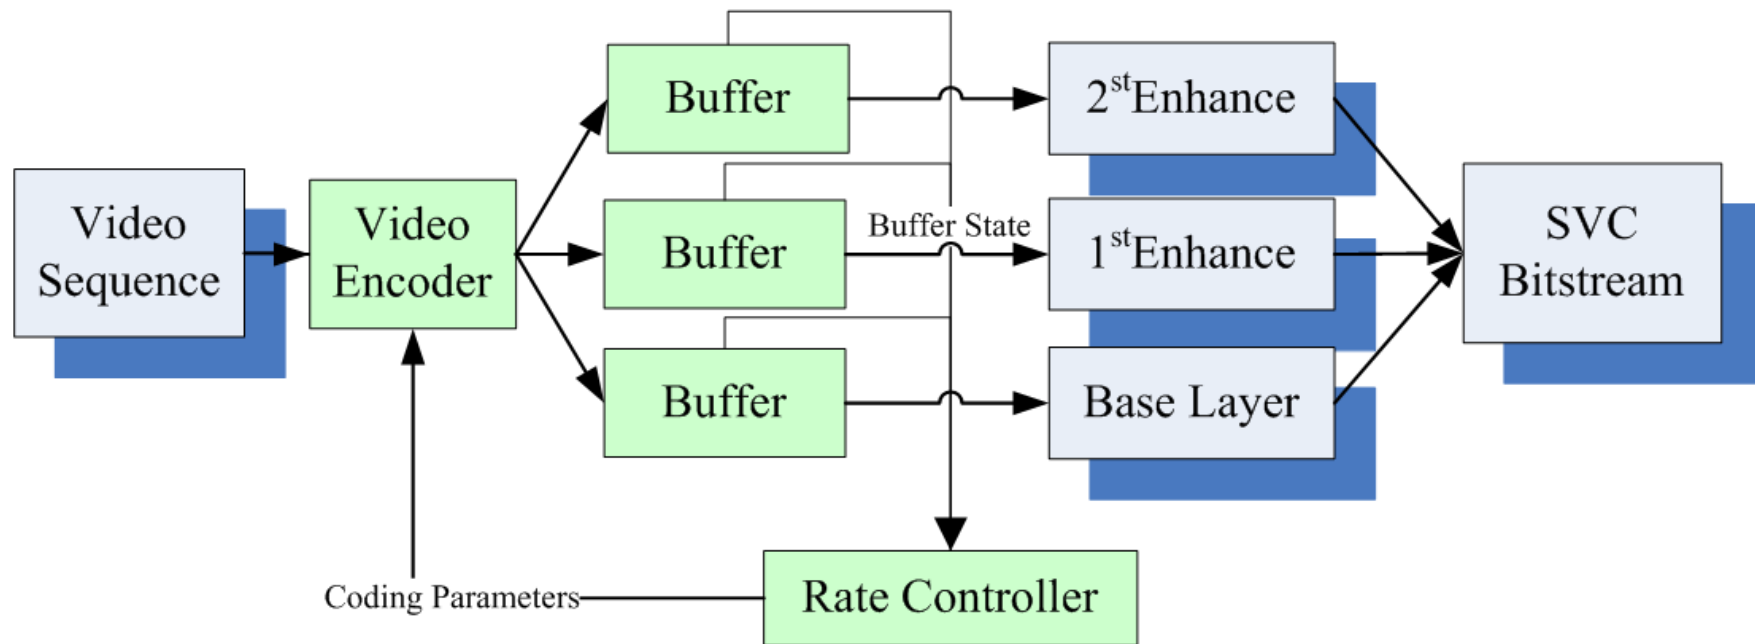 Buffer
2stEnhance
Video
Sequence
Video
Encoder
Buffer
Buffer State
1stEnhance
SVC
Bitstream
Buffer
Base Layer
Coding Parameters
Rate Controller